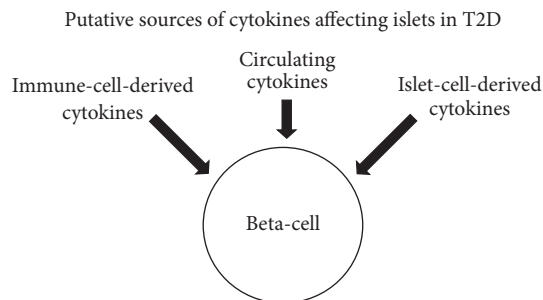 Putative sources of cytokines affecting islets in T2D
Circulating
cytokines
Immune-cell-derived
cytokines
Islet-cell-derived
cytokines
Beta-cell